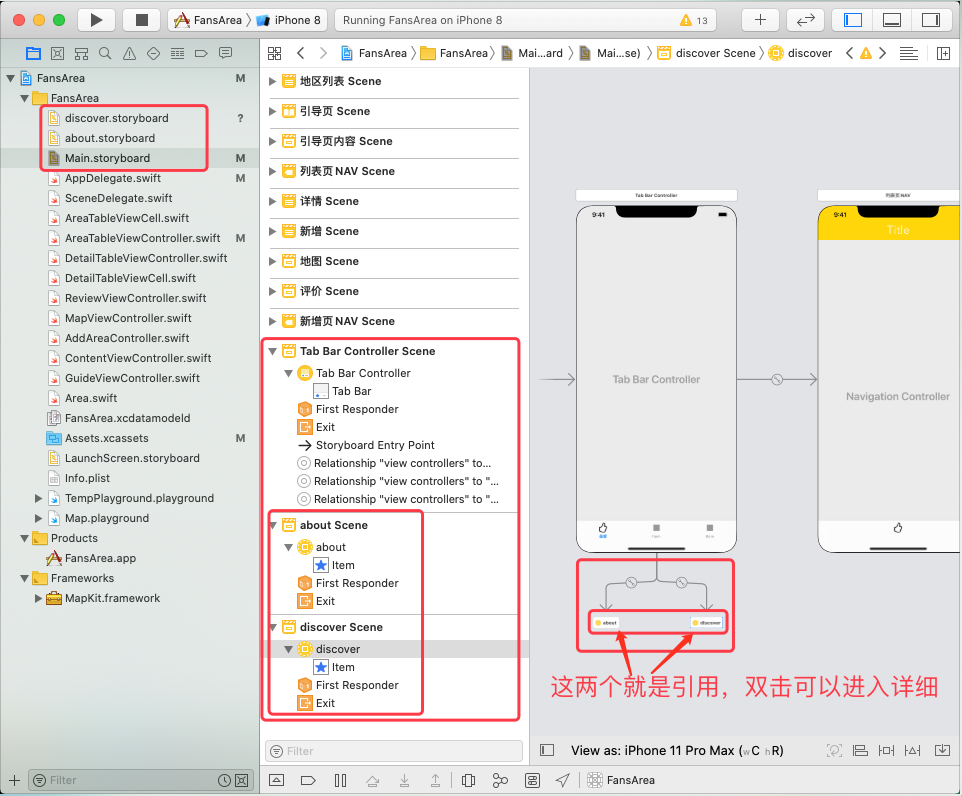 FansArea
iPhone 8
Running FansArea on iPhone 8
13
FansArea
FansArea
Mai...ard
Mai...se)
discover Scene
discover
FansArea M
FansArea
discover.storyboard ?
about.storyboard
Main.storyboard M
AppDelegate.swift M
SceneDelegate.swift
AreaTableViewCell.swift
AreaTableViewController.swift M
DetailTableViewController.swift
DetailTableViewCell.swift
ReviewViewController.swift
MapViewController.swift
AddAreaController.swift
ContentViewController.swift
GuideViewController.swift
Area.swift
FansArea.xcdatamodeld
Assets.xcassets M
LaunchScreen.storyboard
Info.plist
TempPlayground.playground
Map.playground
Products
FansArea.app
Frameworks
MapKit.framework
Filter
地区列表 Scene
引导页 Scene
引导页内容 Scene
列表页 NAV Scene
详情 Scene
新增 Scene
地图 Scene
评价 Scene
新增页 NAV Scene
Tab Bar Controller Scene
Tab Bar Controller
Tab Bar
First Responder
Exit
Storyboard Entry Point
Relationship "view controllers" to...
Relationship "view controllers" to "...
Relationship "view controllers" to "...
about Scene
about
Item
First Responder
Exit
discover Scene
discover
Item
First Responder
Exit
Filter
Tab Bar Controller
9:41
Tab Bar Controller
列表页 NAV
9:41
Title
Navigation Controller
about
discover
这两个就是引用，双击可以进入详细
View as: iPhone 11 Pro Max (wC hR)
FansArea